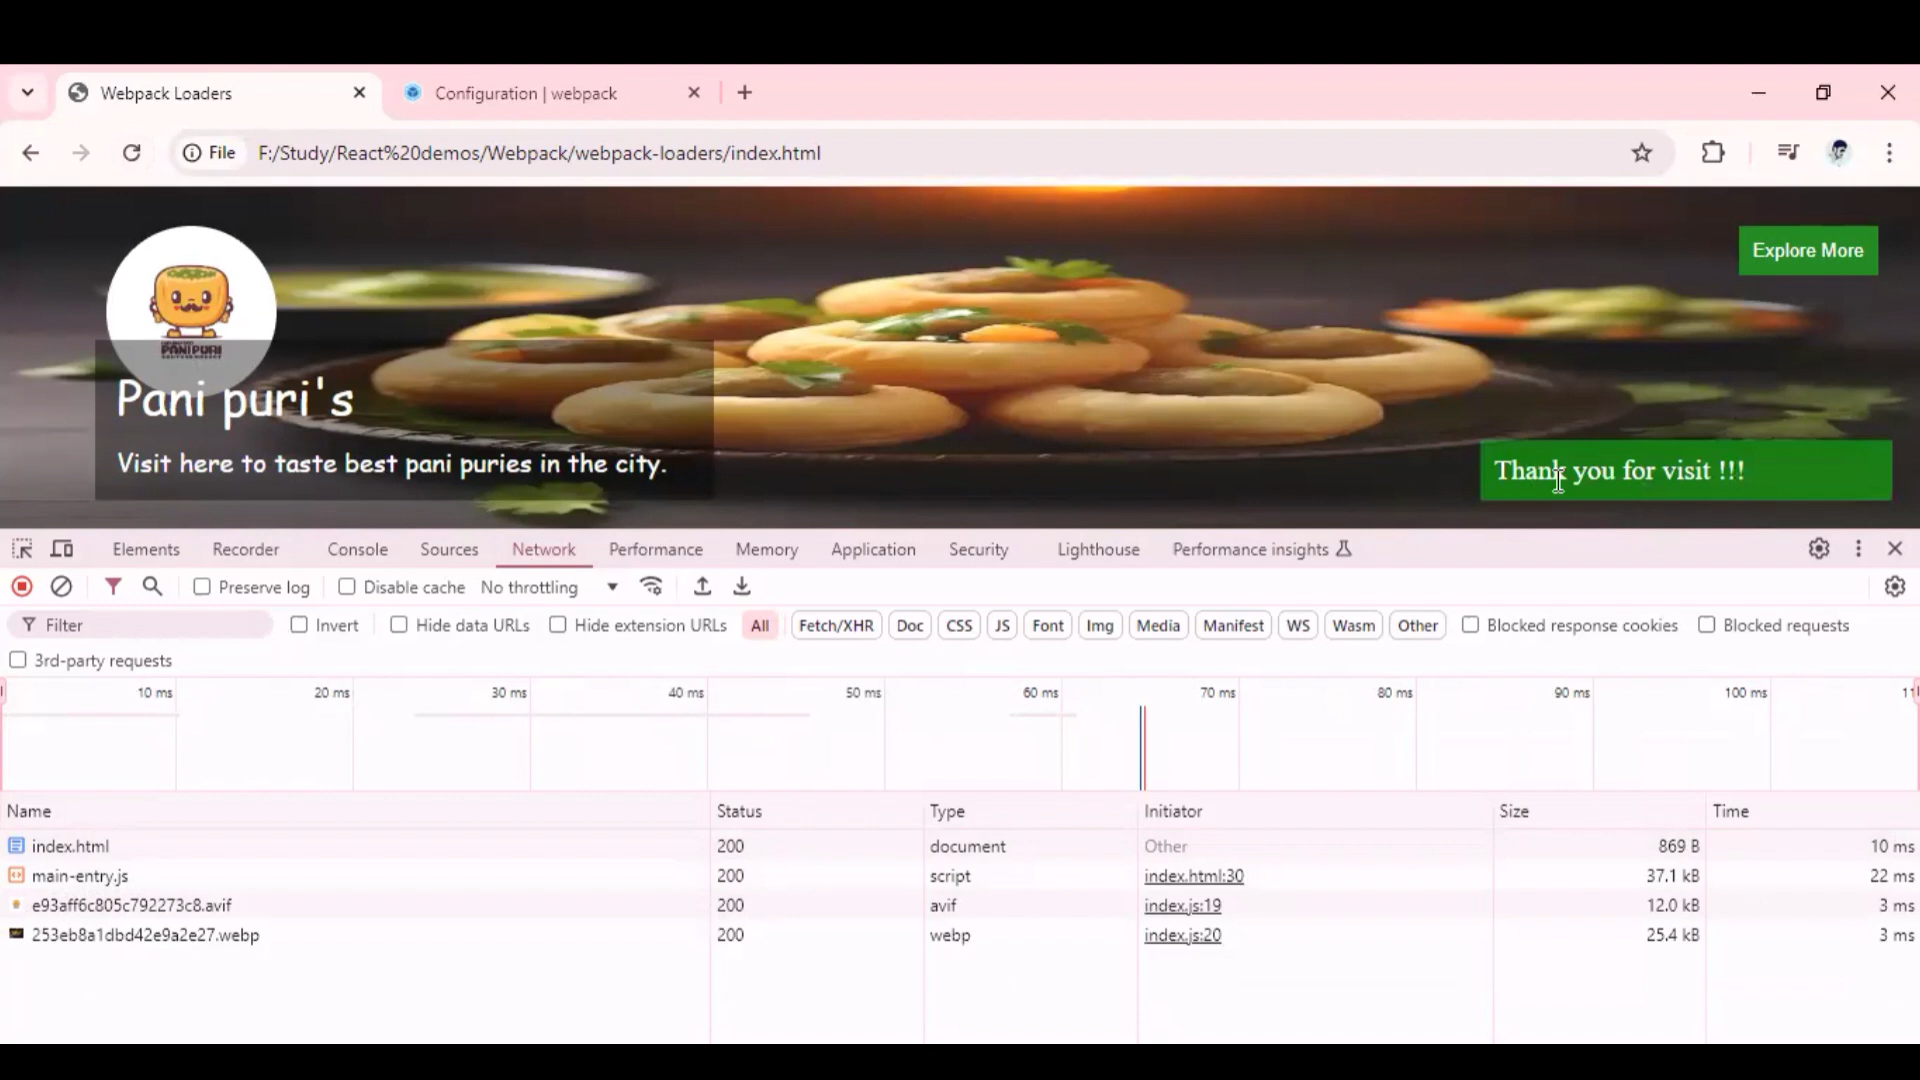 Webpack Loaders
Configuration | webpack
File F:/Study/React%20demos/Webpack/webpack-loaders/index.html
Explore More
PANIPURI
Pani puri's
Visit here to taste best pani puries in the city.
Thank you for visit !!!
Elements Recorder Console Sources Network Performance Memory Application Security Lighthouse Performance insights
Preserve log Disable cache No throttling
Filter Invert Hide data URLs Hide extension URLs All Fetch/XHR Doc CSS JS Font Img Media Manifest WS Wasm Other Blocked response cookies Blocked requests
3rd-party requests
10 ms 20 ms 30 ms 40 ms 50 ms 60 ms 70 ms 80 ms 90 ms 100 ms 11
Name Status Type Initiator Size Time
index.html 200 document Other 869 B 10 ms
main-entry.js 200 script index.html:30 37.1 kB 22 ms
e93aff6c805c792273c8.avif 200 avif index.js:19 12.0 kB 3 ms
253eb8a1dbd42e9a2e27.webp 200 webp index.js:20 25.4 kB 3 ms